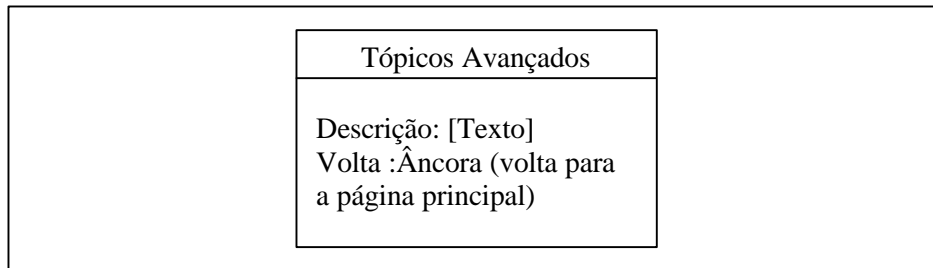 Tópicos Avançados
Descrição: [Texto]
Volta :Âncora (volta para
a página principal)